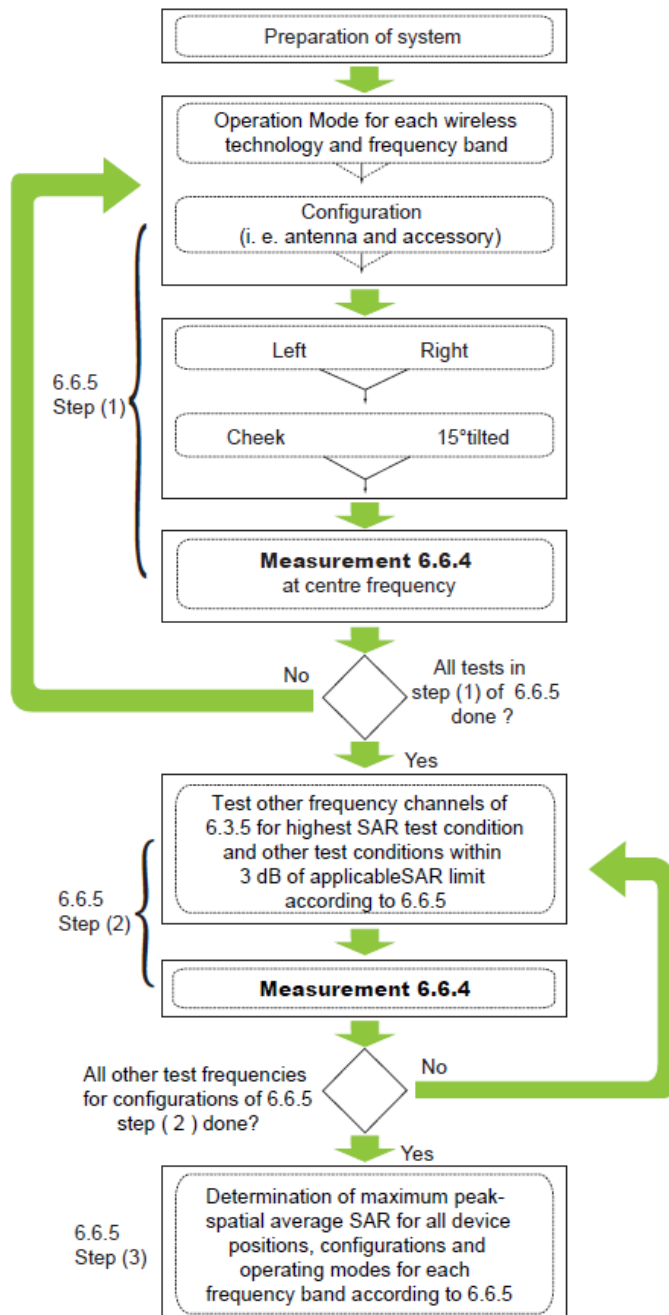 Preparation of system
Operation Mode for each wireless
technology and frequency band
Configuration
(i. e. antenna and accessory)
Left Right
6.6.5
Step (1)
Cheek 15°tilted
Measurement 6.6.4
at centre frequency
No
All tests in
step (1) of 6.6.5
done ?
Yes
Test other frequency channels of
6.3.5 for highest SAR test condition
and other test conditions within
3 dB of applicableSAR limit
according to 6.6.5
6.6.5
Step (2)
Measurement 6.6.4
All other test frequencies
for configurations of 6.6.5
step ( 2 ) done?
No
Yes
6.6.5
Step (3)
Determination of maximum peak-
spatial average SAR for all device
positions, configurations and
operating modes for each
frequency band according to 6.6.5